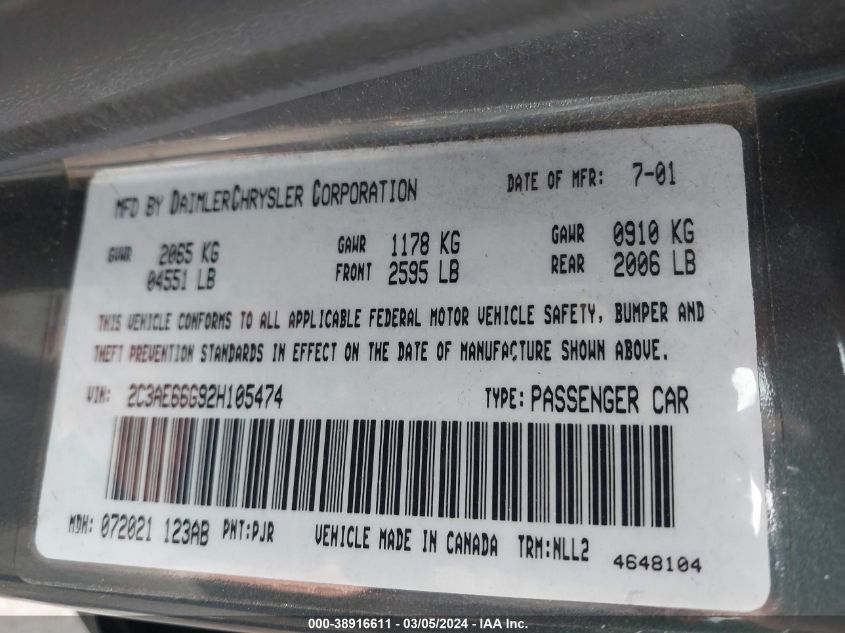 MFD BY DAIMLERCHRYSLER CORPORATION DATE OF MFR: 7-01
GVWR 2065 KG GAWR 1178 KG GAWR 0910 KG
04551 LB FRONT 2595 LB REAR 2006 LB
THIS VEHICLE CONFORMS TO ALL APPLICABLE FEDERAL MOTOR VEHICLE SAFETY, BUMPER AND
THEFT PREVENTION STANDARDS IN EFFECT ON THE DATE OF MANUFACTURE SHOWN ABOVE.
VIN: 2C3AE66G92H105474 TYPE: PASSENGER CAR
MDH: 072021 123AB PNT:PJR VEHICLE MADE IN CANADA TRM:NLL2 4648104
000-38916611 - 03/05/2024 - IAA Inc.